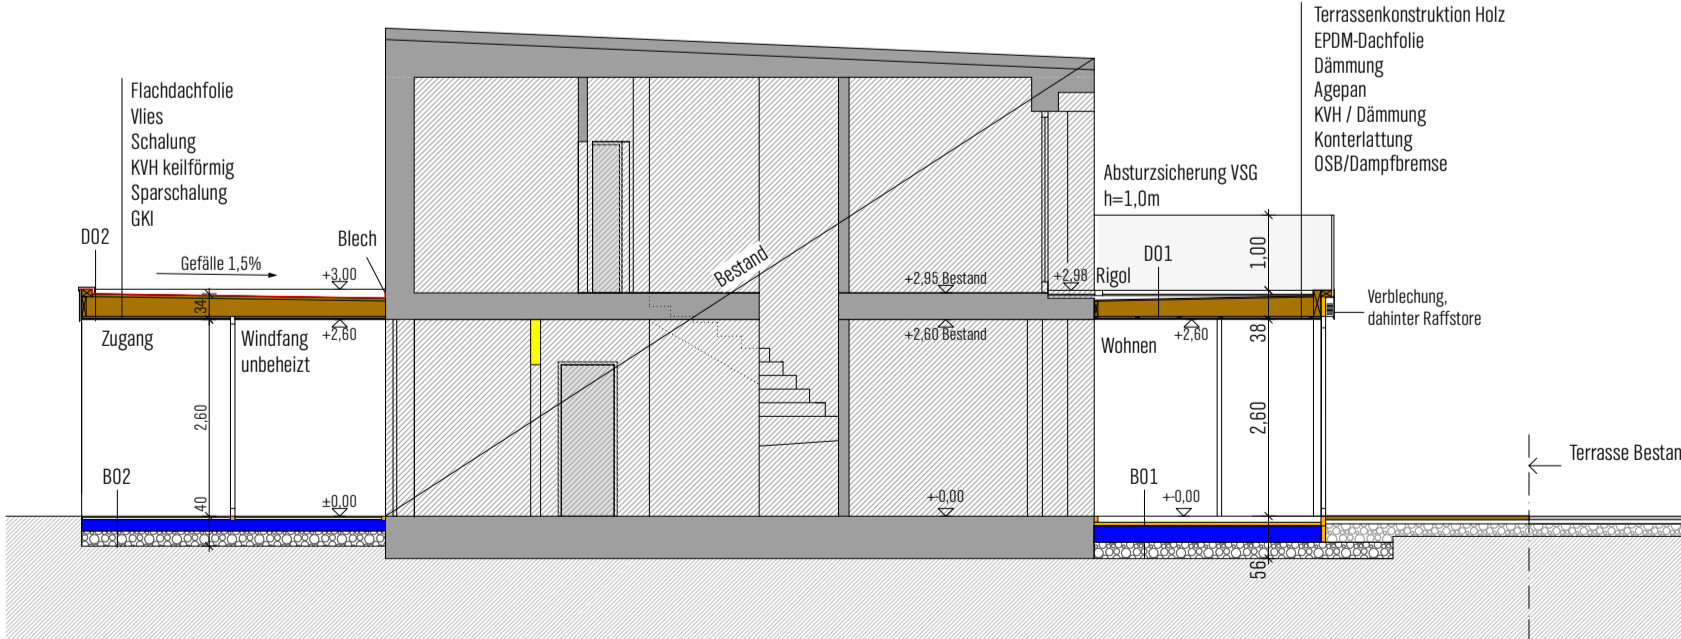 Terrassenkonstruktion Holz
EPDM-Dachfolie
Dämmung
Agepan
KVH / Dämmung
Konterlattung
OSB/Dampfbremse
Flachdachfolie
Vlies
Schalung
KVH keilförmig
Sparschalung
GKI
Absturzsicherung VSG
h=1,0m
D02
Blech
Gefälle 1,5%
+3,00
Bestand
+2,95 Bestand
+2,98
Rigol
D01
1,00
Verblechung,
dahinter Raffstore
34
Zugang
Windfang
unbeheizt
+2,60
+2,60 Bestand
Wohnen
+2,60
38
2,60
2,60
Terrasse Bestan
B02
B01
40
±0,00
+-0,00
+-0,00
56